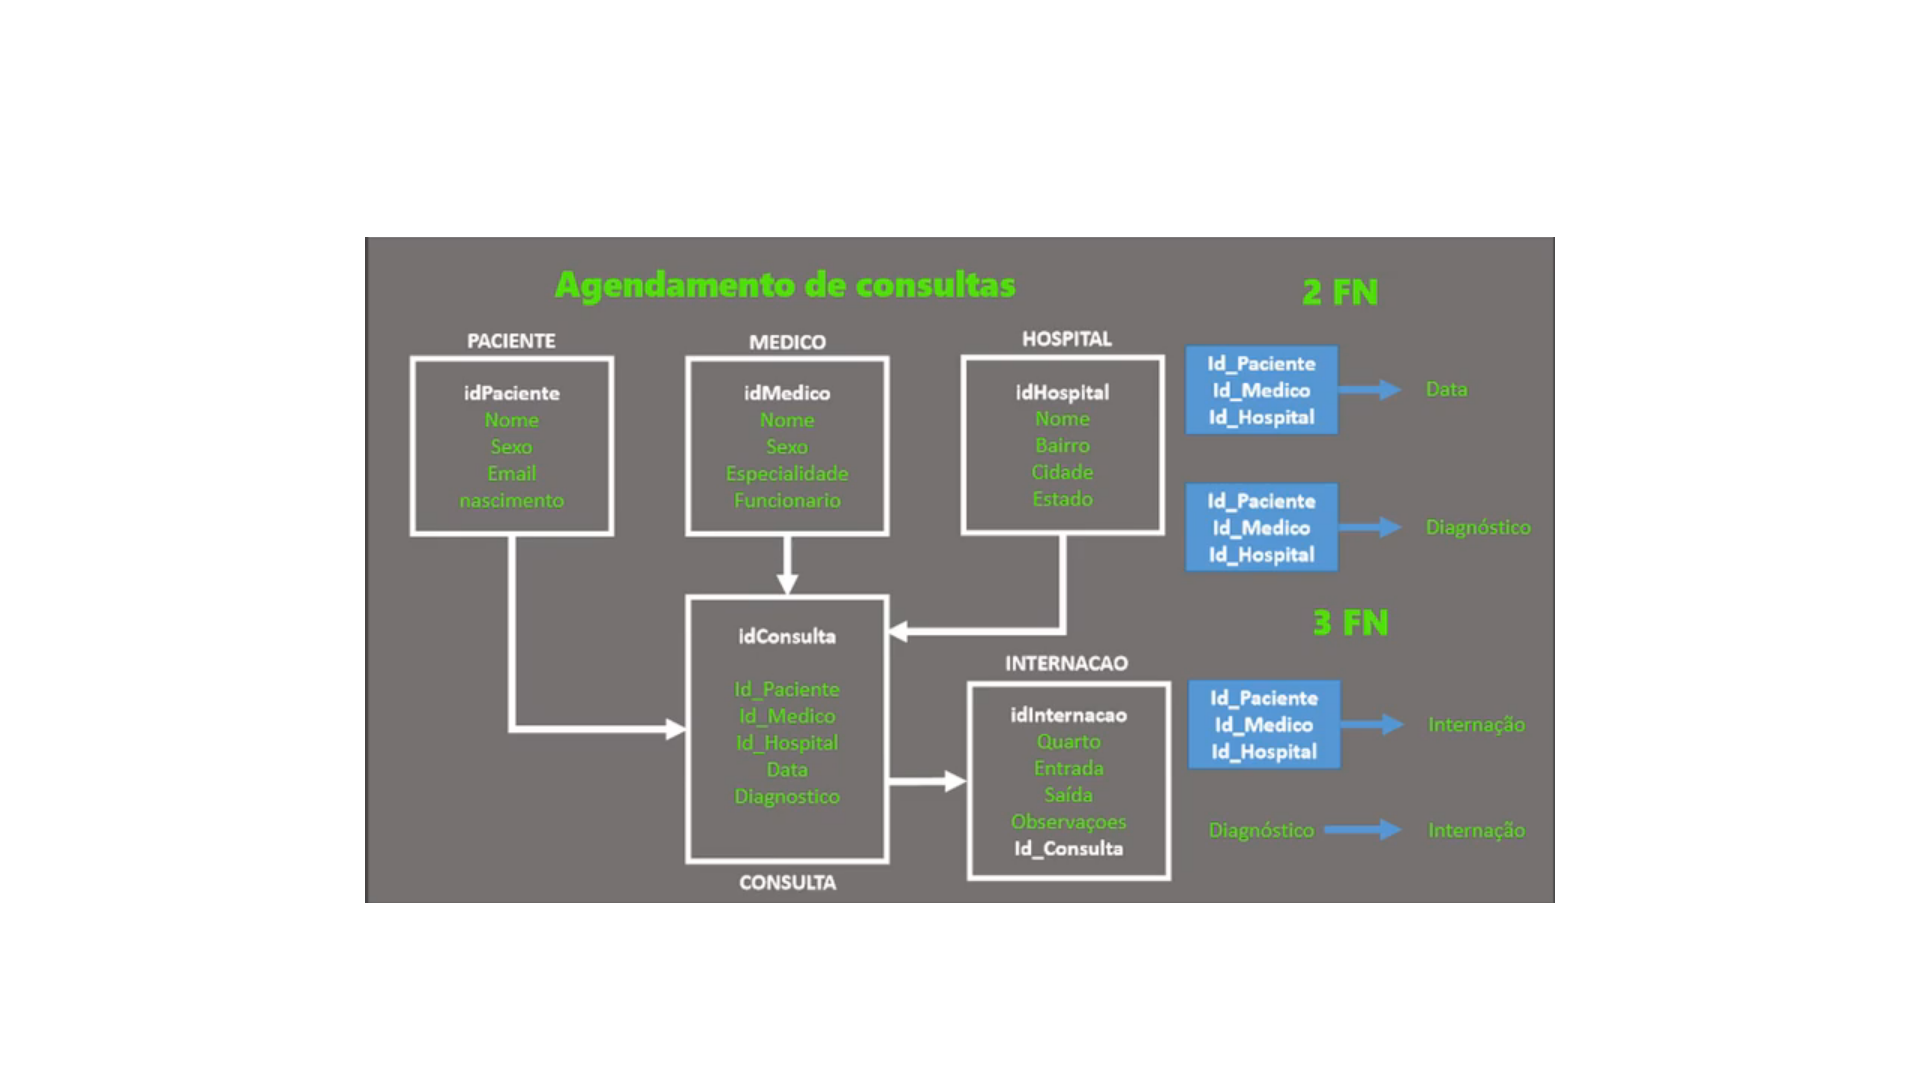 Agendamento de consultas
PACIENTE
idPaciente
Nome
Sexo
Email
nascimento
MEDICO
idMedico
Nome
Sexo
Especialidade
Funcionario
HOSPITAL
idHospital
Nome
Bairro
Cidade
Estado
idConsulta
Id_Paciente
Id_Medico
Id_Hospital
Data
Diagnostico
CONSULTA
INTERNACAO
idInternacao
Quarto
Entrada
Saída
Observaçoes
Id_Consulta
2 FN
Id_Paciente
Id_Medico
Id_Hospital
Data
Id_Paciente
Id_Medico
Id_Hospital
Diagnóstico
3 FN
Id_Paciente
Id_Medico
Id_Hospital
Internação
Diagnóstico
Internação